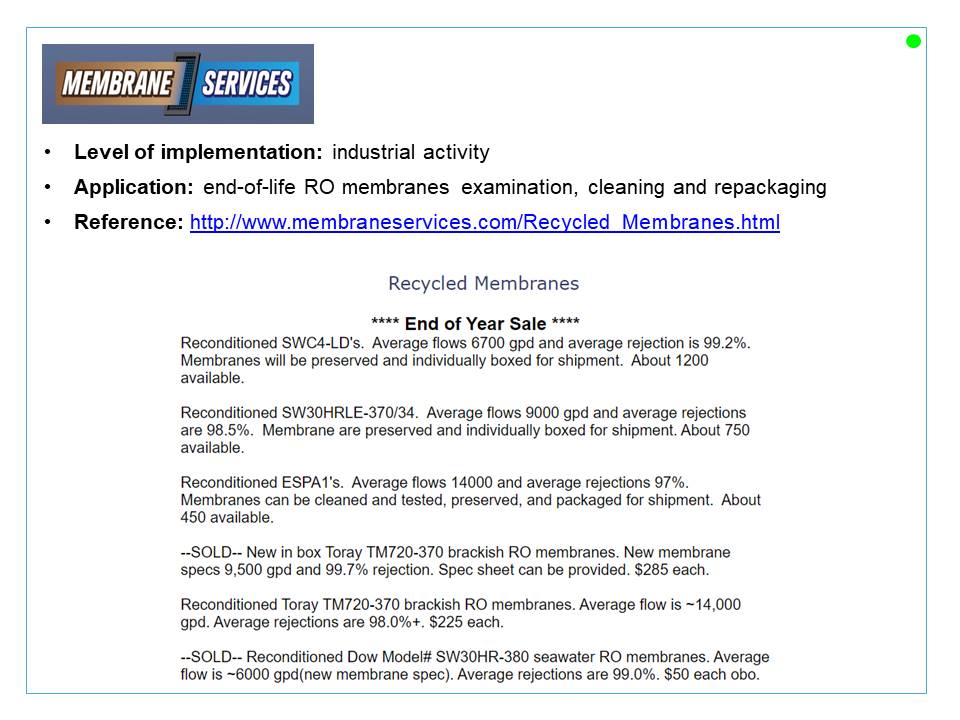 MEMBRANE SERVICES
• Level of implementation: industrial activity
• Application: end-of-life RO membranes examination, cleaning and repackaging
• Reference: http://www.membraneservices.com/Recycled_Membranes.html
Recycled Membranes
**** End of Year Sale ****
Reconditioned SWC4-LD's. Average flows 6700 gpd and average rejection is 99.2%.
Membranes will be preserved and individually boxed for shipment. About 1200
available.
Reconditioned SW30HRLE-370/34. Average flows 9000 gpd and average rejections
are 98.5%. Membrane are preserved and individually boxed for shipment. About 750
available.
Reconditioned ESPA1's. Average flows 14000 and average rejections 97%.
Membranes can be cleaned and tested, preserved, and packaged for shipment. About
450 available.
--SOLD-- New in box Toray TM720-370 brackish RO membranes. New membrane
specs 9,500 gpd and 99.7% rejection. Spec sheet can be provided. $285 each.
Reconditioned Toray TM720-370 brackish RO membranes. Average flow is ~14,000
gpd. Average rejections are 98.0%+. $225 each.
--SOLD-- Reconditioned Dow Model# SW30HR-380 seawater RO membranes. Average
flow is ~6000 gpd(new membrane spec). Average rejections are 99.0%. $50 each obo.